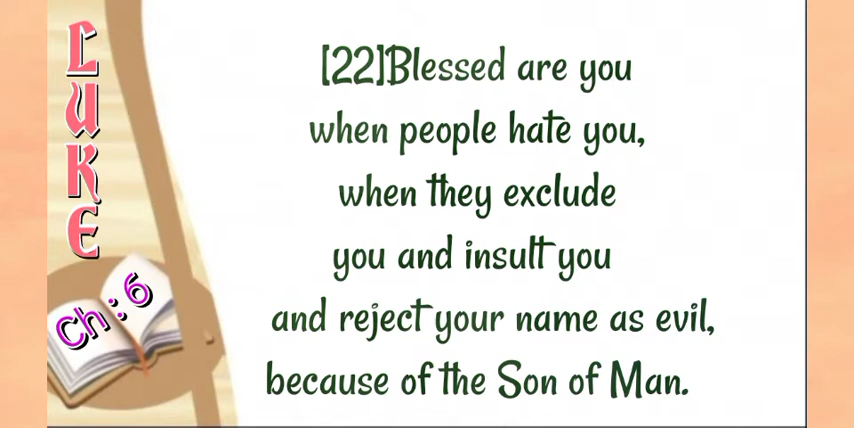 LUKE
Ch : 6
[22]Blessed are you
when people hate you,
when they exclude
you and insult you
and reject your name as evil,
because of the Son of Man.